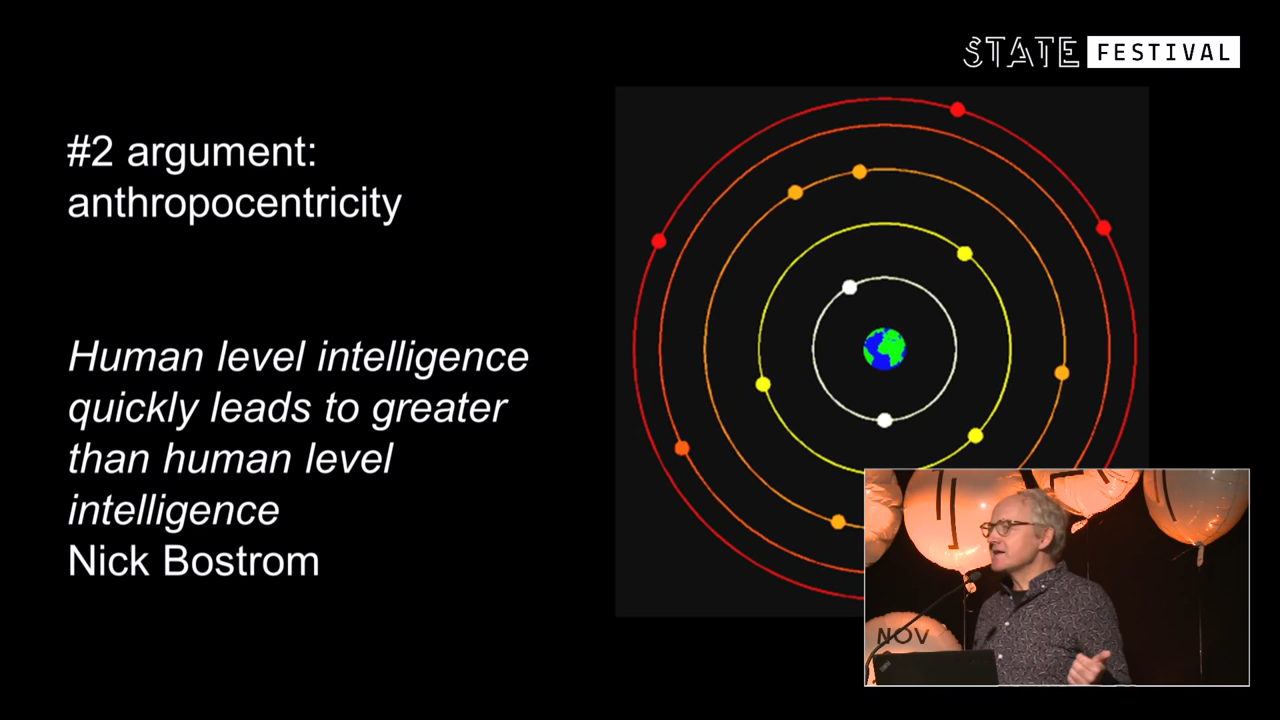 STATE FESTIVAL
#2 argument:
anthropocentricity
Human level intelligence
quickly leads to greater
than human level
intelligence
Nick Bostrom
NOV